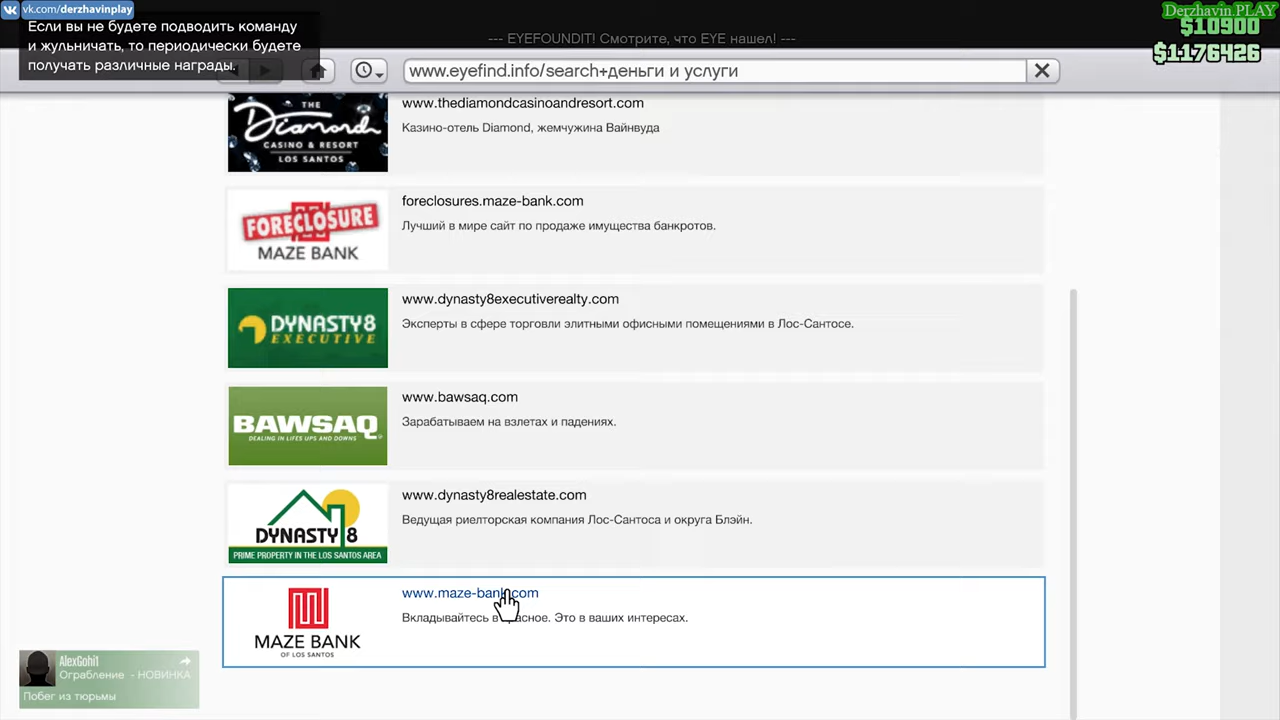 vk.com/derzhavinplay
Derzhavin.PLAY
$10900
$1176426
Если вы не будете подводить команду
и жульничать, то периодически будете
получать различные награды.
--- EYEFOUNDIT! Смотрите, что EYE нашел! ---
www.eyefind.info/search+деньги и услуги
THE
Diamond
CASINO & RESORT
LOS SANTOS
www.thediamondcasinoandresort.com
Казино-отель Diamond, жемчужина Вайнвуда
FORECLOSURE
MAZE BANK
foreclosures.maze-bank.com
Лучший в мире сайт по продаже имущества банкротов.
DYNASTY8
EXECUTIVE
www.dynasty8executiverealty.com
Эксперты в сфере торговли элитными офисными помещениями в Лос-Сантосе.
BAWSAQ
DEALING IN LIFES UPS AND DOWNS
www.bawsaq.com
Зарабатываем на взлетах и падениях.
DYNASTY 8
PRIME PROPERTY IN THE LOS SANTOS AREA
www.dynasty8realestate.com
Ведущая риелторская компания Лос-Сантоса и округа Блэйн.
MAZE BANK
OF LOS SANTOS
www.maze-bank.com
Вкладывайтесь в Это в ваших интересах.
AlexGohi1
Ограбление - НОВИНКА
Побег из тюрьмы